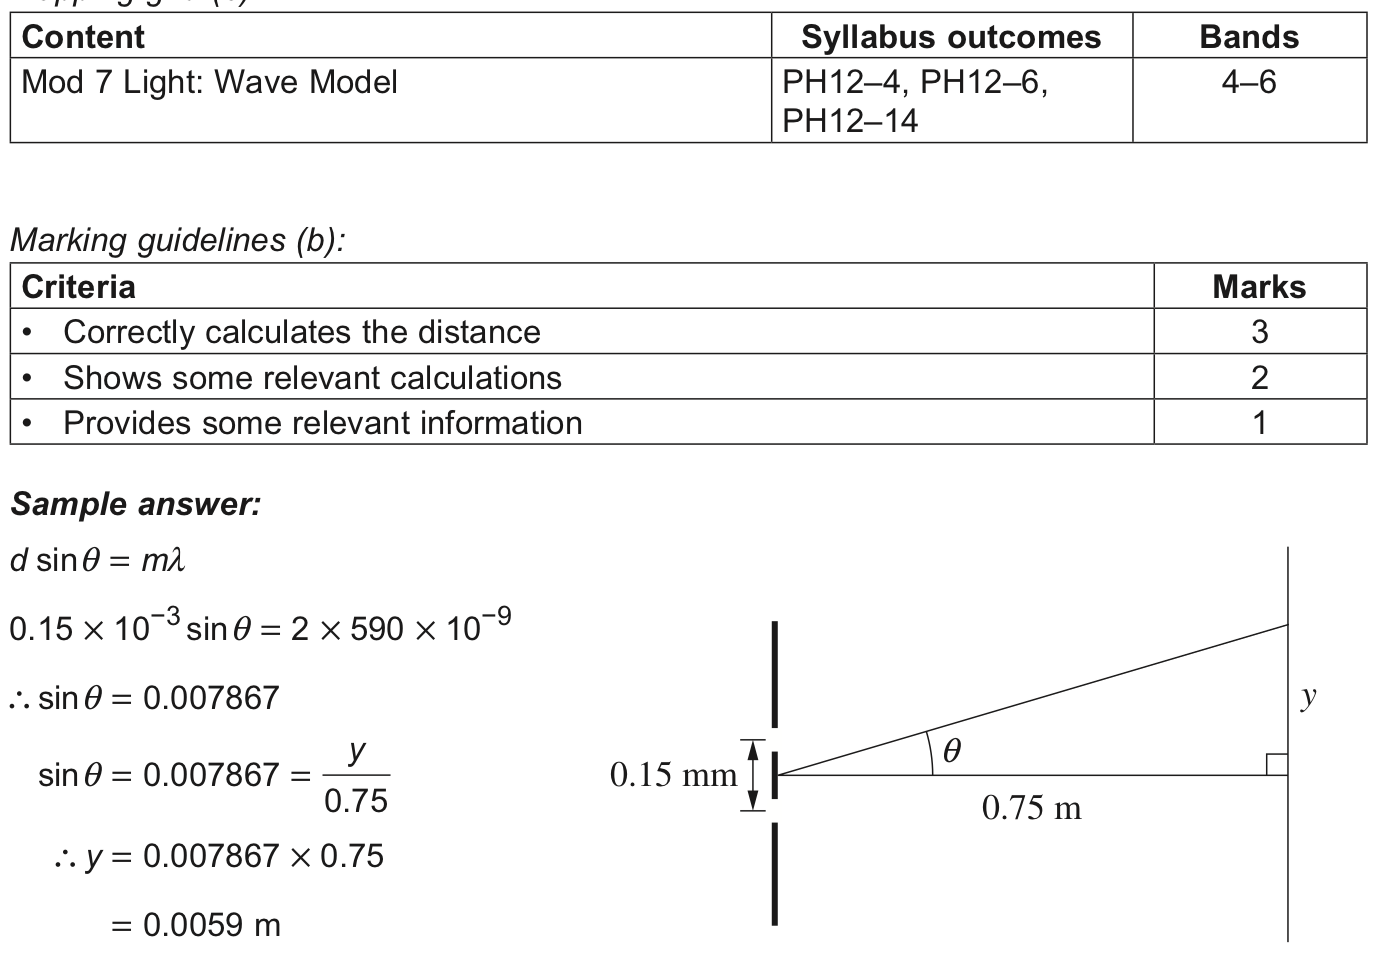 Content Syllabus outcomes Bands
Mod 7 Light: Wave Model PH12–4, PH12–6, 4–6
PH12–14
Marking guidelines (b):
Criteria Marks
• Correctly calculates the distance 3
• Shows some relevant calculations 2
• Provides some relevant information 1
Sample answer:
d sin θ = mλ
0.15 × 10⁻³ sin θ = 2 × 590 × 10⁻⁹
∴ sin θ = 0.007867
sin θ = 0.007867 = y / 0.75
∴ y = 0.007867 × 0.75
= 0.0059 m
0.15 mm
θ
0.75 m
y